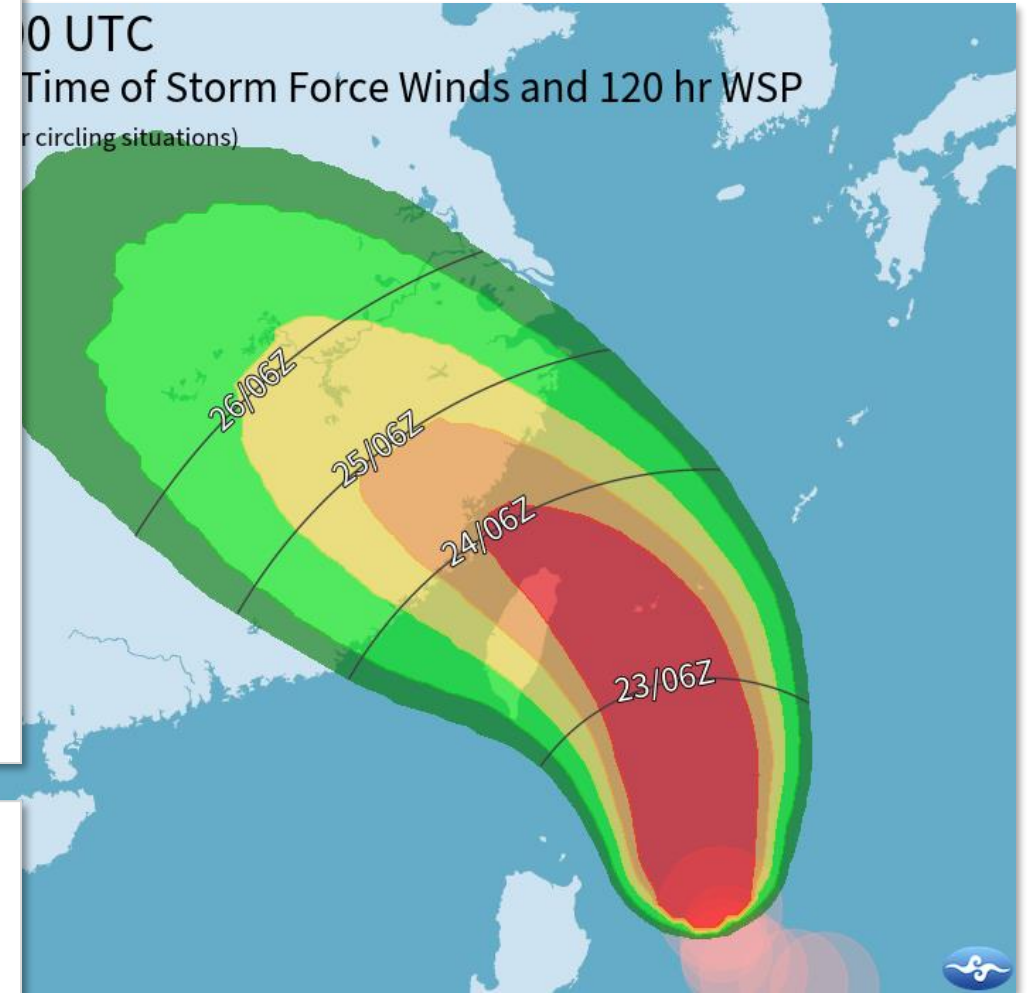 00 UTC
Time of Storm Force Winds and 120 hr WSP
r circling situations)
26/06Z
25/06Z
24/06Z
23/06Z